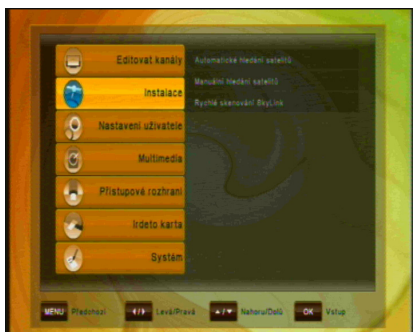 Editovat kanály
Instalace
Nastavení uživatele
Multimedia
Přístupové rozhraní
Irdeto karta
Systém
Automatické hledání satelitů
Manuální hledání satelitů
Rychlé skenování SkyLink
MENU Předchozí ◄/► Levá/Pravá ▲/▼ Nahoru/Dolů OK Vstup